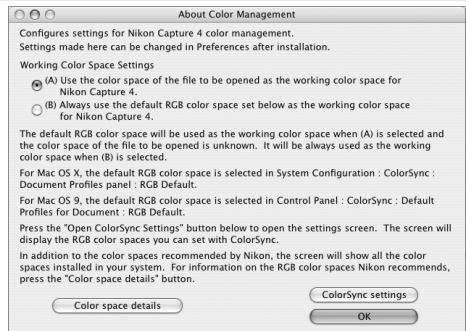 About Color Management
Configures settings for Nikon Capture 4 color management.
Settings made here can be changed in Preferences after installation.
Working Color Space Settings
(A) Use the color space of the file to be opened as the working color space for
Nikon Capture 4.
(B) Always use the default RGB color space set below as the working color space
for Nikon Capture 4.
The default RGB color space will be used as the working color space when (A) is selected and
the color space of the file to be opened is unknown.  It will be always used as the working
color space when (B) is selected.
For Mac OS X, the default RGB color space is selected in System Configuration : ColorSync :
Document Profiles panel : RGB Default.
For Mac OS 9, the default RGB color space is selected in Control Panel : ColorSync : Default
Profiles for Document : RGB Default.
Press the "Open ColorSync Settings" button below to open the settings screen.  The screen will
display the RGB color spaces you can set with ColorSync.
In addition to the color spaces recommended by Nikon, the screen will show all the color
spaces installed in your system.  For information on the RGB color spaces Nikon recommends,
press the "Color space details" button.
ColorSync settings
Color space details
OK